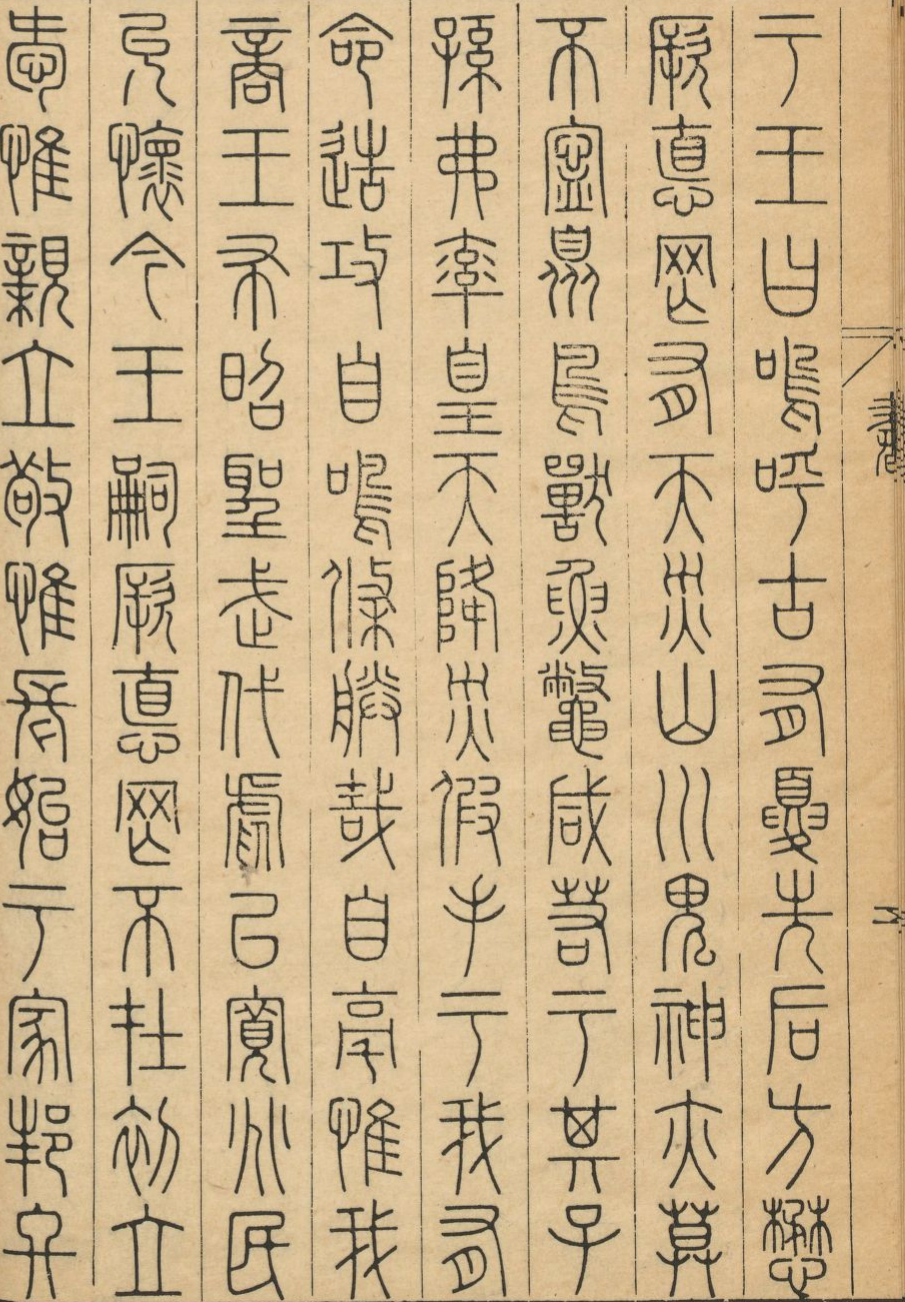 于王曰嗚呼古有夏先后方懋
厥悳罔有天災山川鬼神亦莫
不寧暨鳥獸魚鼈咸若于其子
孫弗率皇天降災假手于我有
命造攻自鳴條朕哉自亳惟我
商王布昭聖武代虐以寬兆民
允懷今王嗣厥悳罔不在初立
愛惟親立敬惟長始于家邦終